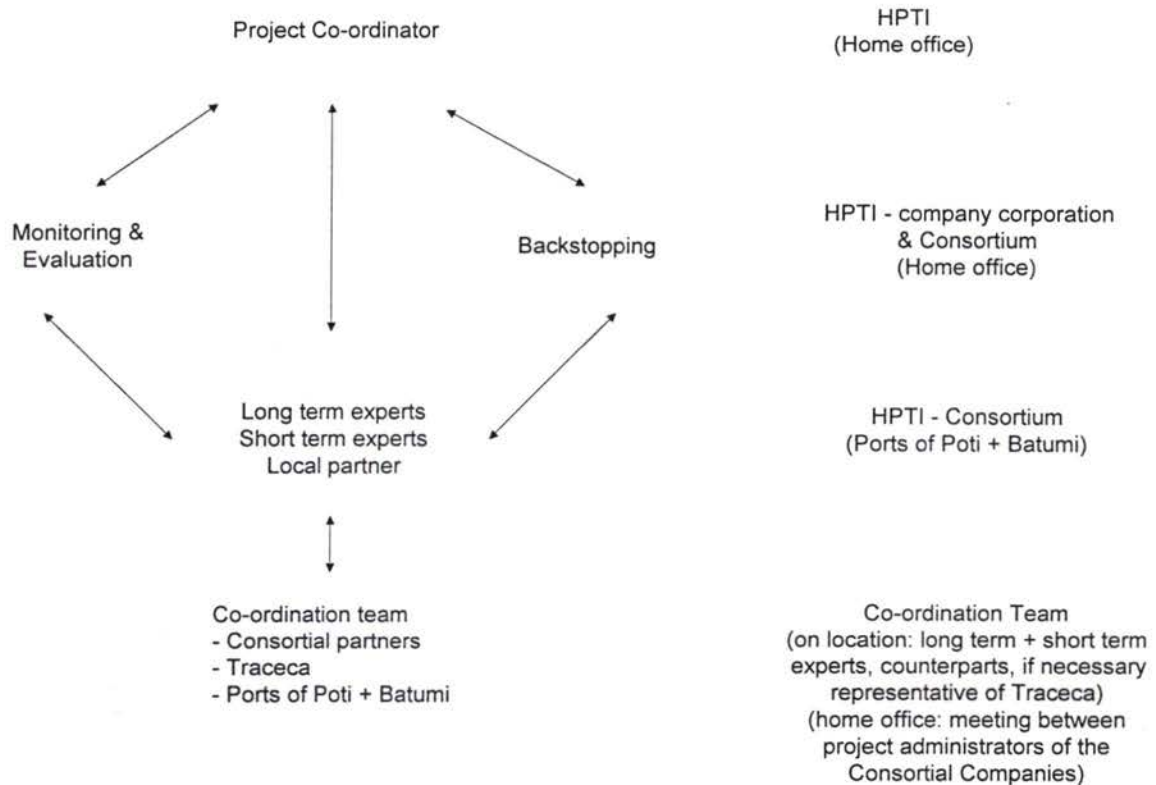 Project Co-ordinator
HPTI
(Home office)
Monitoring &
Evaluation
Backstopping
HPTI - company corporation
& Consortium
(Home office)
Long term experts
Short term experts
Local partner
HPTI - Consortium
(Ports of Poti + Batumi)
Co-ordination team
- Consortial partners
- Traceca
- Ports of Poti + Batumi
Co-ordination Team
(on location: long term + short term
experts, counterparts, if necessary
representative of Traceca)
(home office: meeting between
project administrators of the
Consortial Companies)